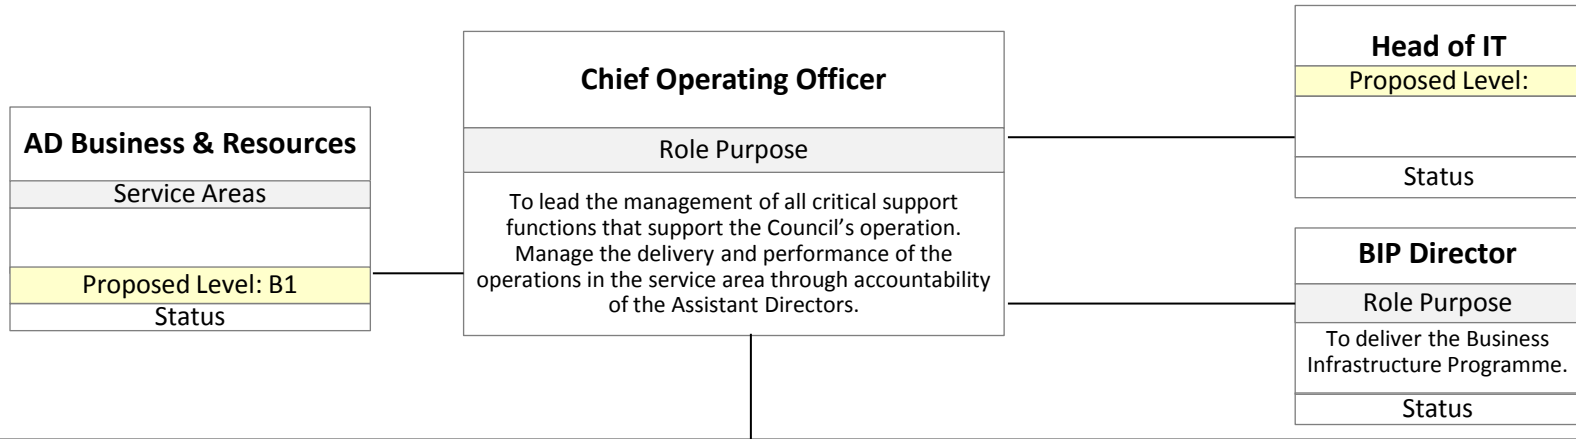 AD Business & Resources
Service Areas
Proposed Level: B1
Status
Chief Operating Officer
Role Purpose
To lead the management of all critical support
functions that support the Council’s operation.
Manage the delivery and performance of the
operations in the service area through accountability
of the Assistant Directors.
Head of IT
Proposed Level:
Status
BIP Director
Role Purpose
To deliver the Business
Infrastructure Programme.
Status